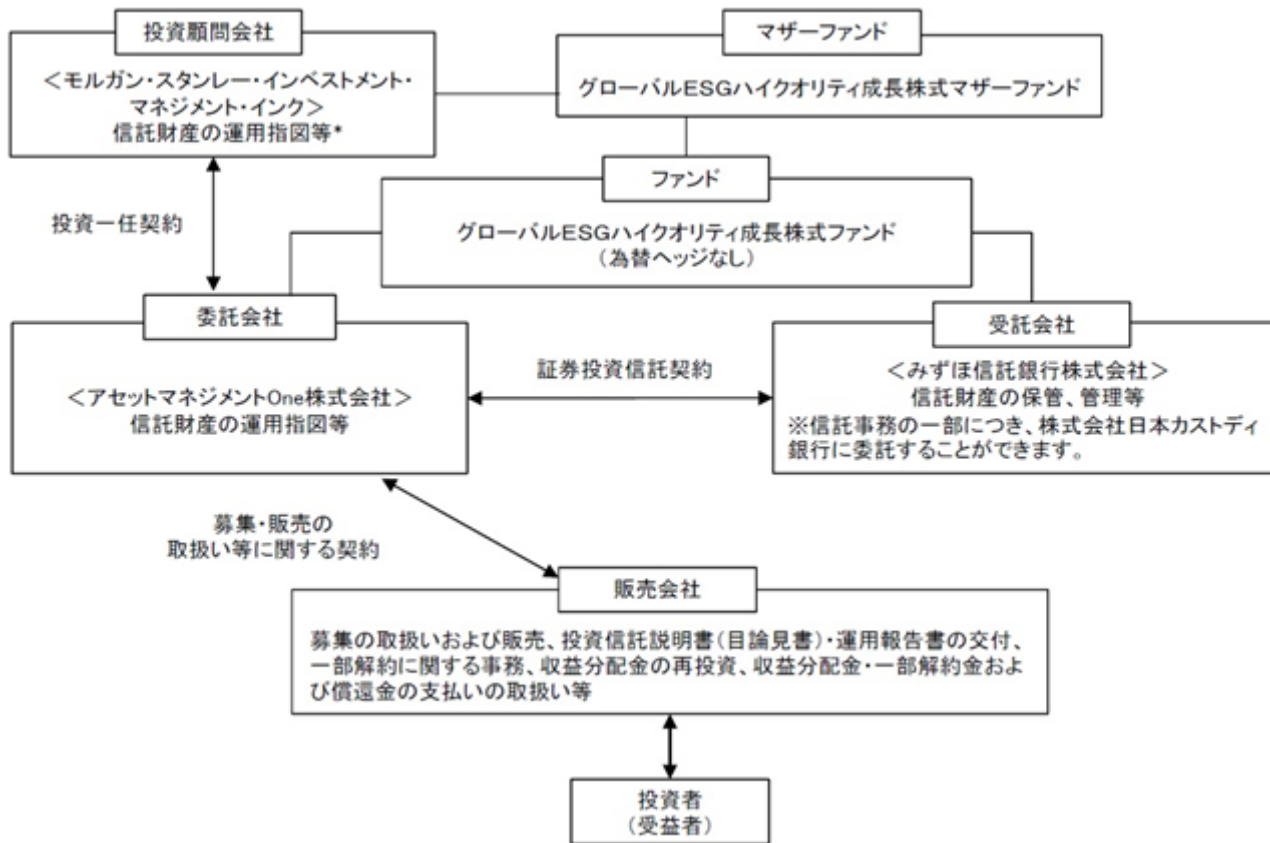 投資顧問会社
＜モルガン・スタンレー・インベストメント・
マネジメント・インク＞
信託財産の運用指図等*
マザーファンド
グローバルＥＳＧハイクオリティ成長株式マザーファンド
ファンド
グローバルＥＳＧハイクオリティ成長株式ファンド
（為替ヘッジなし）
投資一任契約
委託会社
＜アセットマネジメントOne株式会社＞
信託財産の運用指図等
証券投資信託契約
受託会社
＜みずほ信託銀行株式会社＞
信託財産の保管、管理等
※信託事務の一部につき、株式会社日本カストディ
銀行に委託することができます。
募集・販売の
取扱い等に関する契約
販売会社
募集の取扱いおよび販売、投資信託説明書（目論見書）・運用報告書の交付、
一部解約に関する事務、収益分配金の再投資、収益分配金・一部解約金およ
び償還金の支払いの取扱い等
投資者
（受益者）